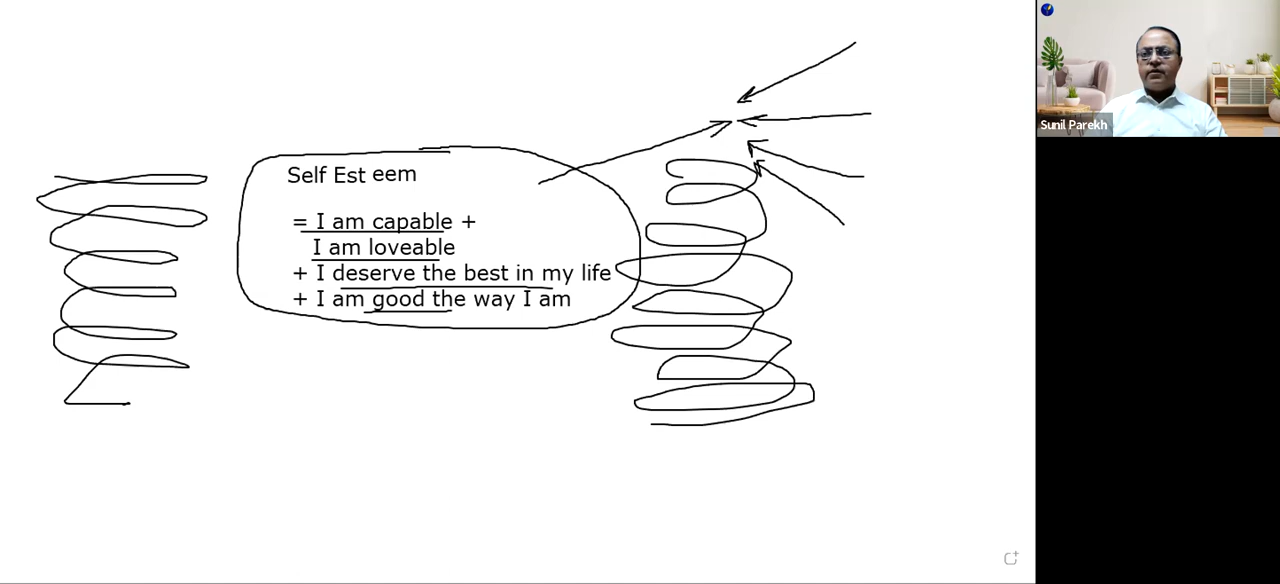 Self Est eem
= I am capable +
I am loveable
+ I deserve the best in my life
+ I am good the way I am
Sunil Parekh